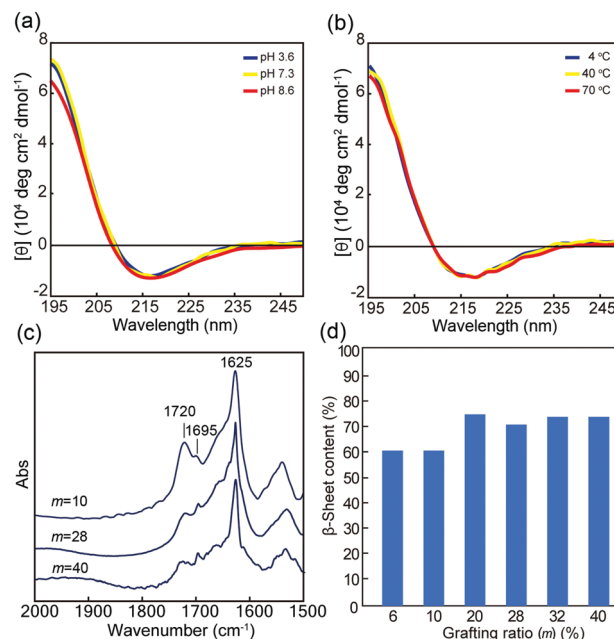 (a)
8
6
4
2
0
-2
[θ] (10⁴ deg cm² dmol⁻¹)
pH 3.6
pH 7.3
pH 8.6
195 205 215 225 235 245
Wavelength (nm)
(b)
8
6
4
2
0
-2
[θ] (10⁴ deg cm² dmol⁻¹)
4 ºC
40 ºC
70 ºC
195 205 215 225 235 245
Wavelength (nm)
(c)
Abs
1625
1720
1695
m=10
m=28
m=40
2000 1900 1800 1700 1600 1500
Wavenumber (cm⁻¹)
(d)
100
90
80
70
60
50
40
30
20
10
0
β-Sheet content (%)
6 10 20 28 32 40
Grafting ratio (m) (%)